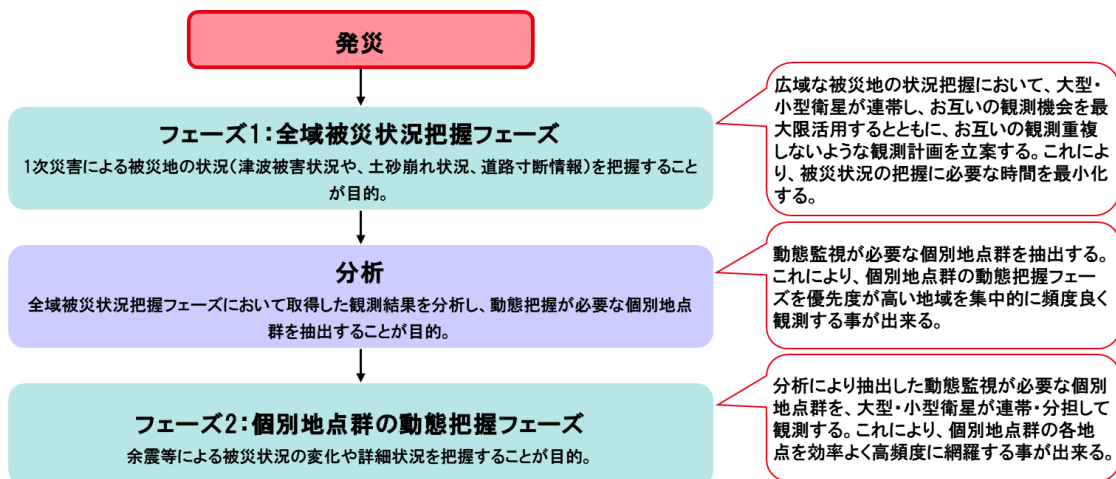 発災
フェーズ1:全域被災状況把握フェーズ
1次災害による被災地の状況(津波被害状況や、土砂崩れ状況、道路寸断情報)を把握すること
が目的。
広域な被災地の状況把握において、大型・
小型衛星が連帯し、お互いの観測機会を最
大限活用するとともに、お互いの観測重複
しないような観測計画を立案する。これによ
り、被災状況の把握に必要な時間を最小化
する。
分析
全域被災状況把握フェーズにおいて取得した観測結果を分析し、動態把握が必要な個別地点
群を抽出することが目的。
動態監視が必要な個別地点群を抽出する。
これにより、個別地点群の動態把握フェー
ズを優先度が高い地域を集中的に頻度良く
観測する事が出来る。
フェーズ2:個別地点群の動態把握フェーズ
余震等による被災状況の変化や詳細状況を把握することが目的。
分析により抽出した動態監視が必要な個別
地点群を、大型・小型衛星が連帯・分担して
観測する。これにより、個別地点群の各地
点を効率よく高頻度に網羅する事が出来る。